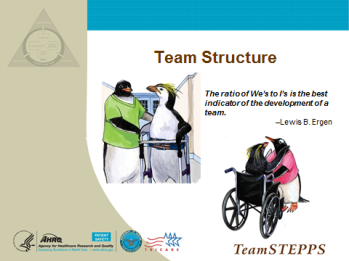 Team Structure
The ratio of We's to I's is the best
indicator of the development of a
team.
–Lewis B. Ergen
AHRQ
Agency for Healthcare Research and Quality
PATIENT
SAFETY
TRICARE
TeamSTEPPS